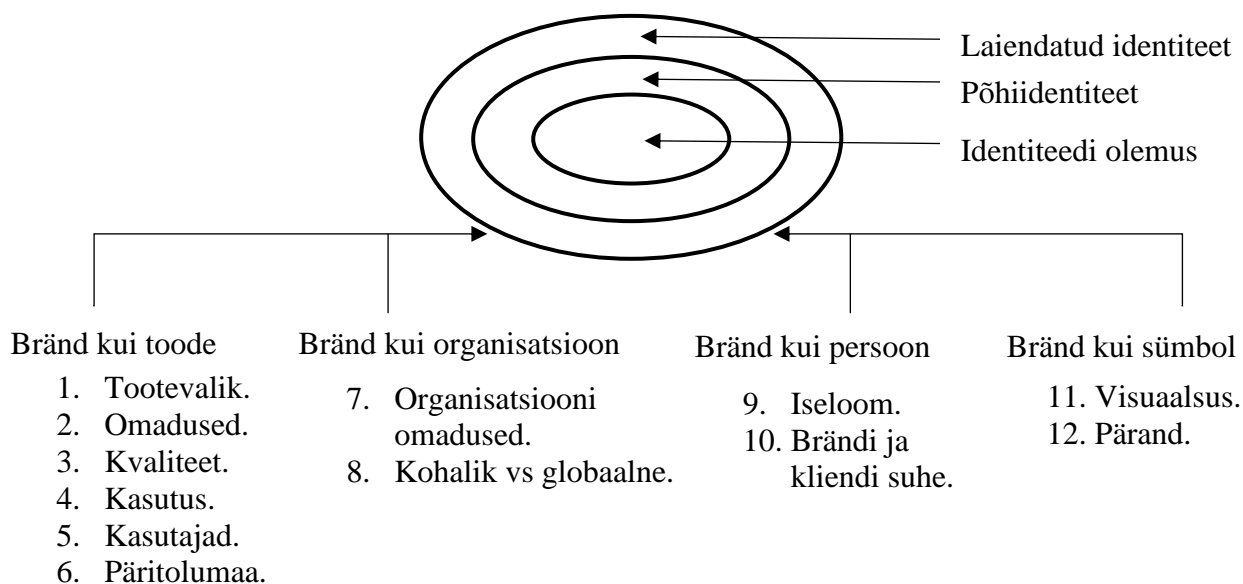 Laiendatud identiteet
Põhiidentiteet
Identiteedi olemus
Bränd kui toode
1. Tootevalik.
2. Omadused.
3. Kvaliteet.
4. Kasutus.
5. Kasutajad.
6. Päritolumaa.
Bränd kui organisatsioon
7. Organisatsiooni
omadused.
8. Kohalik vs globaalne.
Bränd kui persoon
9. Iseloom.
10. Brändi ja
kliendi suhe.
Bränd kui sümbol
11. Visuaalsus.
12. Pärand.